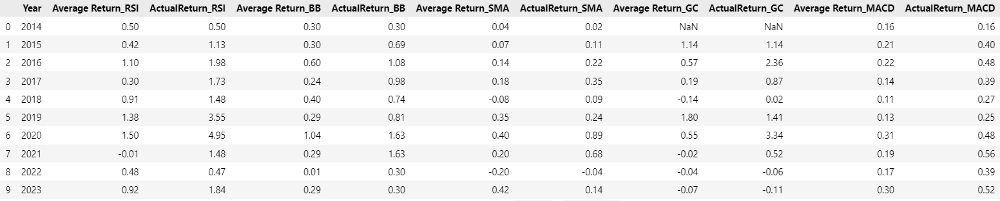 Year Average Return_RSI ActualReturn_RSI Average Return_BB ActualReturn_BB Average Return_SMA ActualReturn_SMA Average Return_GC ActualReturn_GC Average Return_MACD ActualReturn_MACD
0 2014 0.50 0.50 0.30 0.30 0.04 0.02 NaN NaN 0.16 0.16
1 2015 0.42 1.13 0.30 0.69 0.07 0.11 1.14 1.14 0.21 0.40
2 2016 1.10 1.98 0.60 1.08 0.14 0.22 0.57 2.36 0.22 0.48
3 2017 0.30 1.73 0.24 0.98 0.18 0.35 0.19 0.87 0.14 0.39
4 2018 0.91 1.48 0.40 0.74 -0.08 0.09 -0.14 0.02 0.11 0.27
5 2019 1.38 3.55 0.29 0.81 0.35 0.24 1.80 1.41 0.13 0.25
6 2020 1.50 4.95 1.04 1.63 0.40 0.89 0.55 3.34 0.31 0.48
7 2021 -0.01 1.48 0.29 1.63 0.20 0.68 -0.02 0.52 0.19 0.56
8 2022 0.48 0.47 0.01 0.30 -0.20 -0.04 -0.04 -0.06 0.17 0.39
9 2023 0.92 1.84 0.29 0.30 0.42 0.14 -0.07 -0.11 0.30 0.52